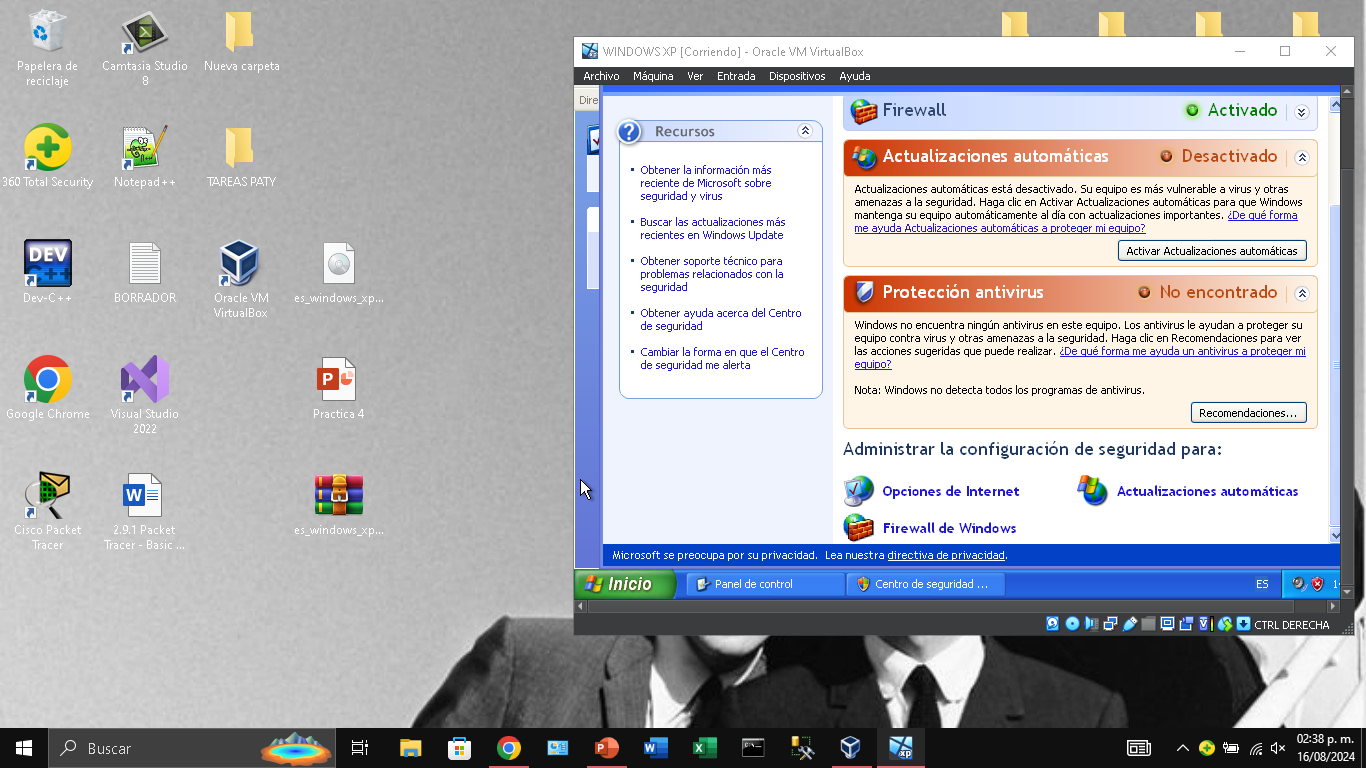 Papelera de
reciclaje
Camtasia Studio
8
Nueva carpeta
360 Total Security
Notepad++
TAREAS PATY
DEV
C++
Dev-C++
BORRADOR
Oracle VM
VirtualBox
es_windows_xp...
Google Chrome
Visual Studio
2022
Practica 4
Cisco Packet
Tracer
2.9.1 Packet
Tracer - Basic ...
es_windows_xp...
WINDOWS XP [Corriendo] - Oracle VM VirtualBox
Archivo Máquina Ver Entrada Dispositivos Ayuda
Dire
Recursos
Obtener la información más
reciente de Microsoft sobre
seguridad y virus
Buscar las actualizaciones más
recientes en Windows Update
Obtener soporte técnico para
problemas relacionados con la
seguridad
Obtener ayuda acerca del Centro
de seguridad
Cambiar la forma en que el Centro
de seguridad me alerta
Firewall Activado
Actualizaciones automáticas Desactivado
Actualizaciones automáticas está desactivado. Su equipo es más vulnerable a virus y otras
amenazas a la seguridad. Haga clic en Activar Actualizaciones automáticas para que Windows
mantenga su equipo automáticamente al día con actualizaciones importantes. ¿De qué forma
me ayuda Actualizaciones automáticas a proteger mi equipo?
Activar Actualizaciones automáticas
Protección antivirus No encontrado
Windows no encuentra ningún antivirus en este equipo. Los antivirus le ayudan a proteger su
equipo contra virus y otras amenazas a la seguridad. Haga clic en Recomendaciones para ver
las acciones sugeridas que puede realizar. ¿De qué forma me ayuda un antivirus a proteger mi
equipo?
Nota: Windows no detecta todos los programas de antivirus.
Recomendaciones...
Administrar la configuración de seguridad para:
Opciones de Internet
Actualizaciones automáticas
Firewall de Windows
Microsoft se preocupa por su privacidad. Lea nuestra directiva de privacidad.
Inicio
Panel de control
Centro de seguridad ...
ES
CTRL DERECHA
Buscar
02:38 p. m.
16/08/2024